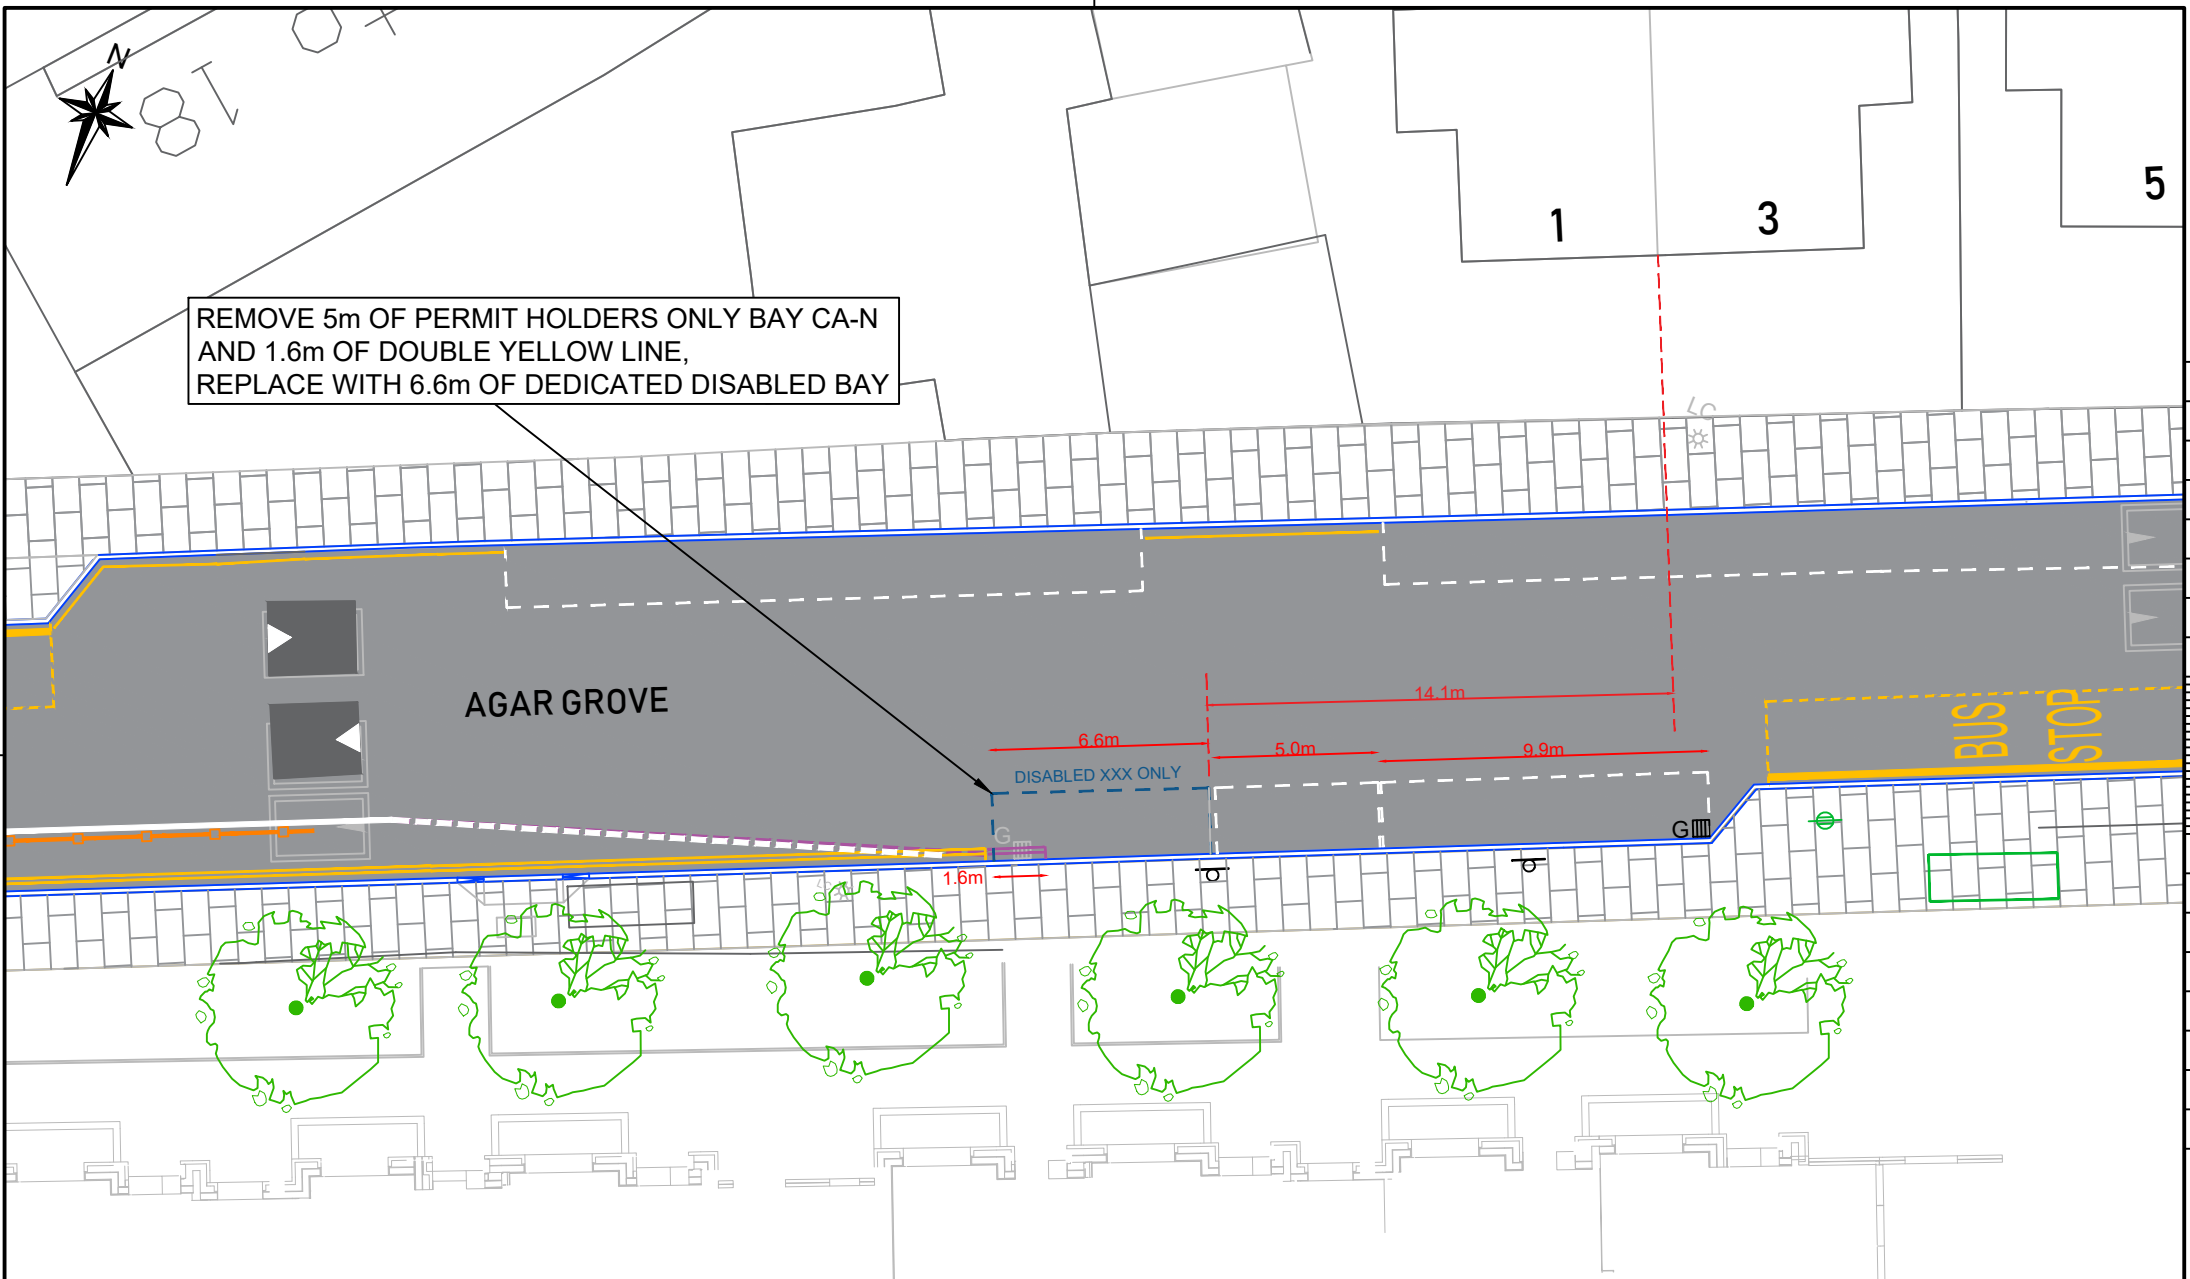 N
18
1
3
5
REMOVE 5m OF PERMIT HOLDERS ONLY BAY CA-N
AND 1.6m OF DOUBLE YELLOW LINE,
REPLACE WITH 6.6m OF DEDICATED DISABLED BAY
LC
AGAR GROVE
14.1m
6.6m
5.0m
9.9m
DISABLED XXX ONLY
BUS
STOP
G
G
1.6m